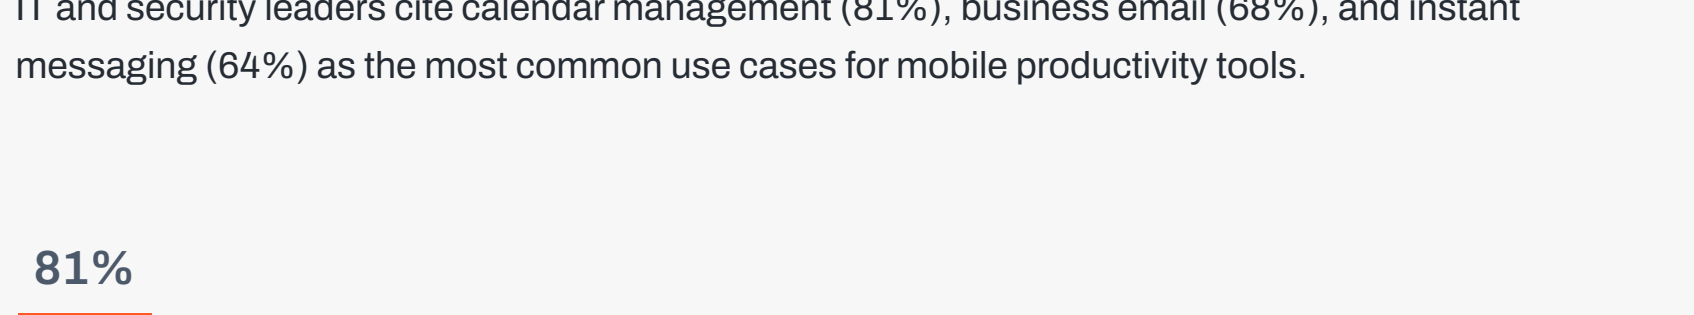 IT and security leaders cite calendar management (81%), business email (68%), and instant
messaging (64%) as the most common use cases for mobile productivity tools.
81%